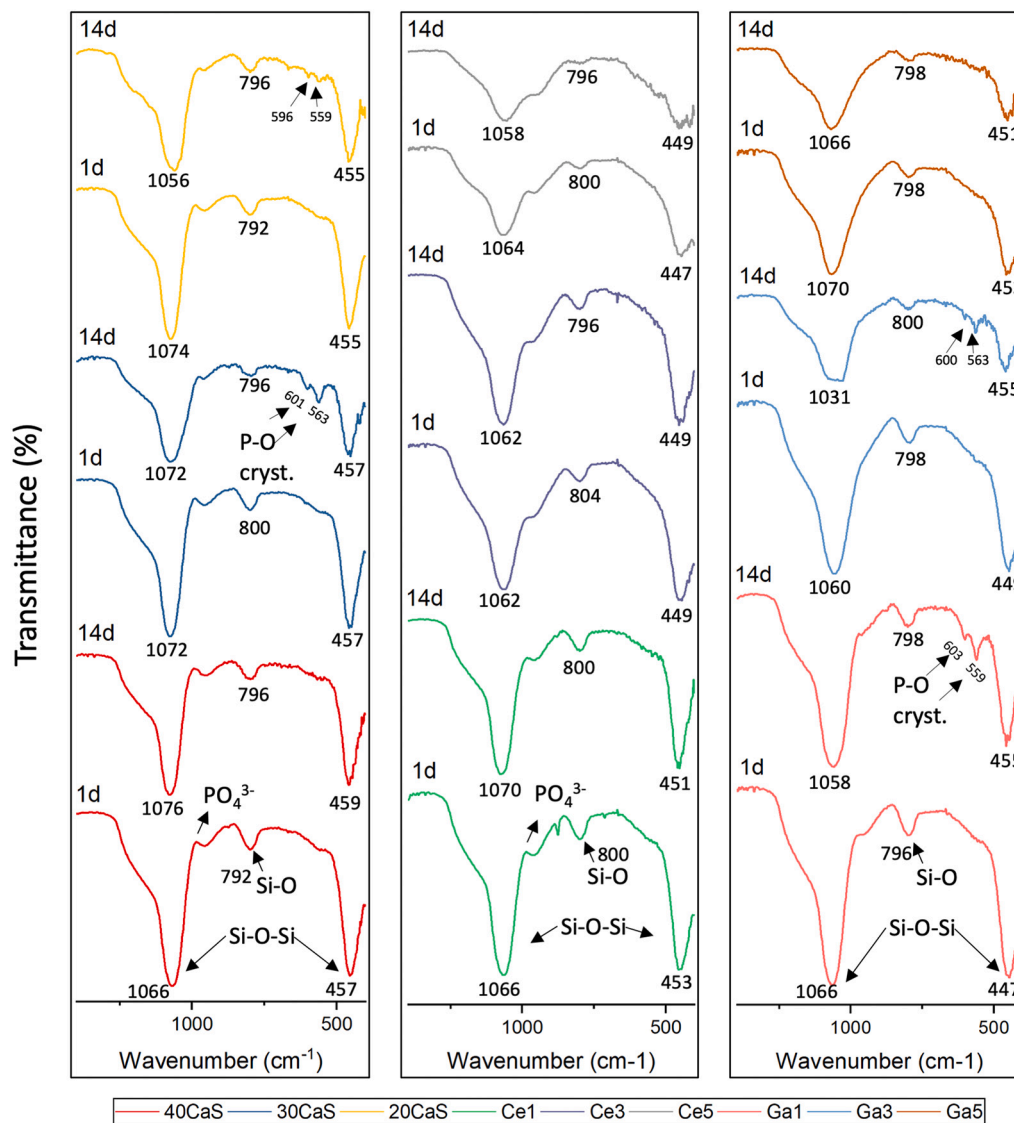 Transmittance (%)
14d
796
596
559
1056
455
1d
792
1074
455
14d
796
601
563
P-O
cryst.
1072
457
1d
800
1072
457
14d
796
1076
459
1d
PO₄³⁻
792
Si-O
Si-O-Si
1066
457
1000
500
Wavenumber (cm⁻¹)
14d
796
1058
449
1d
800
1064
447
14d
796
1062
449
1d
804
1062
449
14d
800
1070
451
1d
PO₄³⁻
800
Si-O
Si-O-Si
1066
453
1000
500
Wavenumber (cm-1)
14d
798
1066
451
1d
798
1070
14d
800
600
563
1031
455
1d
798
1060
14d
798
603
559
P-O
cryst.
1058
455
1d
796
Si-O
Si-O-Si
1066
447
1000
500
Wavenumber (cm-1)
40CaS 30CaS 20CaS Ce1 Ce3 Ce5 Ga1 Ga3 Ga5